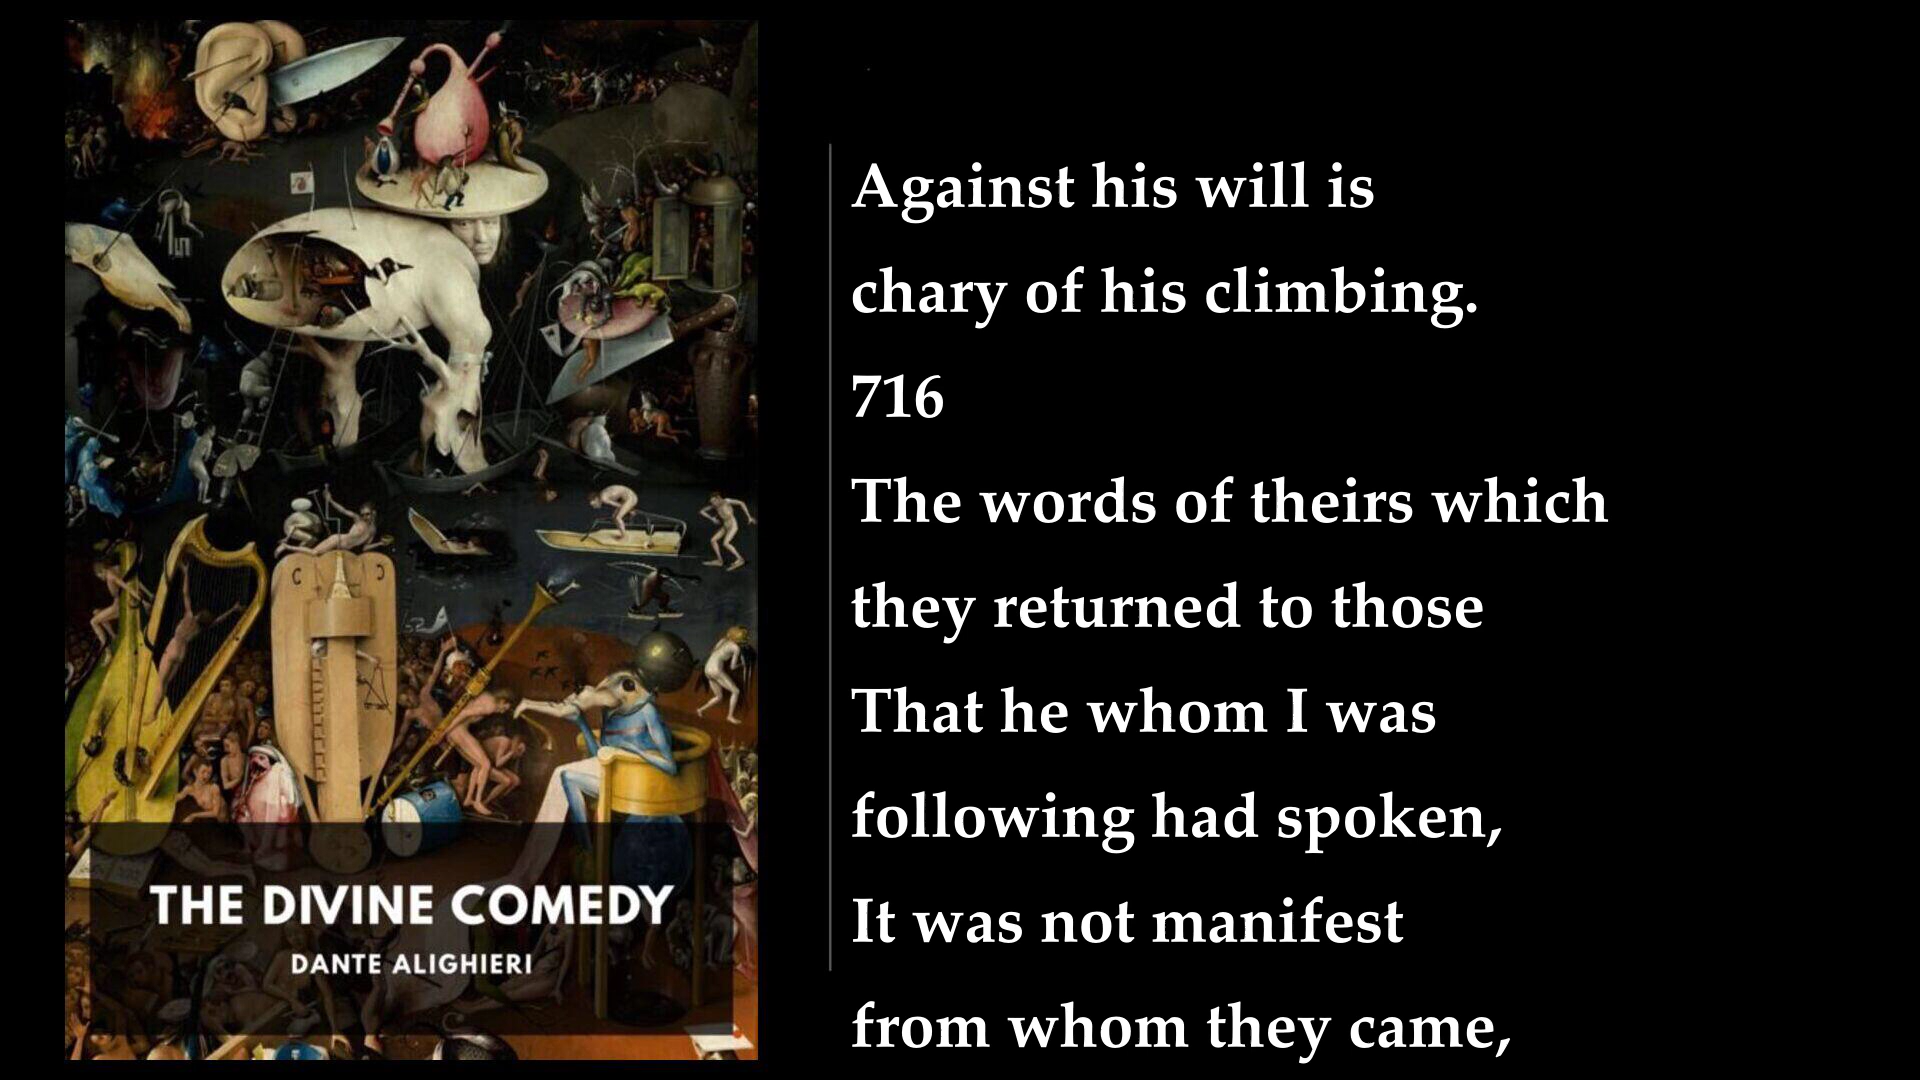 Against his will is
chary of his climbing.
716
The words of theirs which
they returned to those
That he whom I was
following had spoken,
It was not manifest
from whom they came,
THE DIVINE COMEDY
DANTE ALIGHIERI